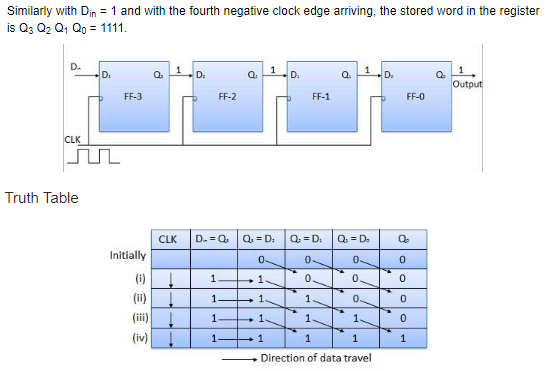 Similarly with Din = 1 and with the fourth negative clock edge arriving, the stored word in the register
is Q3 Q2 Q1 Q0 = 1111.
D- D₃ Q₃ 1 D₂ Q₂ 1 D₁ Q₁ 1 D₀ Q₀ 1
Output
FF-3 FF-2 FF-1 FF-0
CLK
Truth Table
CLK D- = Q₃ Q₃ = D₂ Q₂ = D₁ Q₁ = D₀ Q₀
Initially 0 0 0 0
(i) 1 1 0 0 0
(ii) 1 1 1 0 0
(iii) 1 1 1 1 0
(iv) 1 1 1 1 1
Direction of data travel